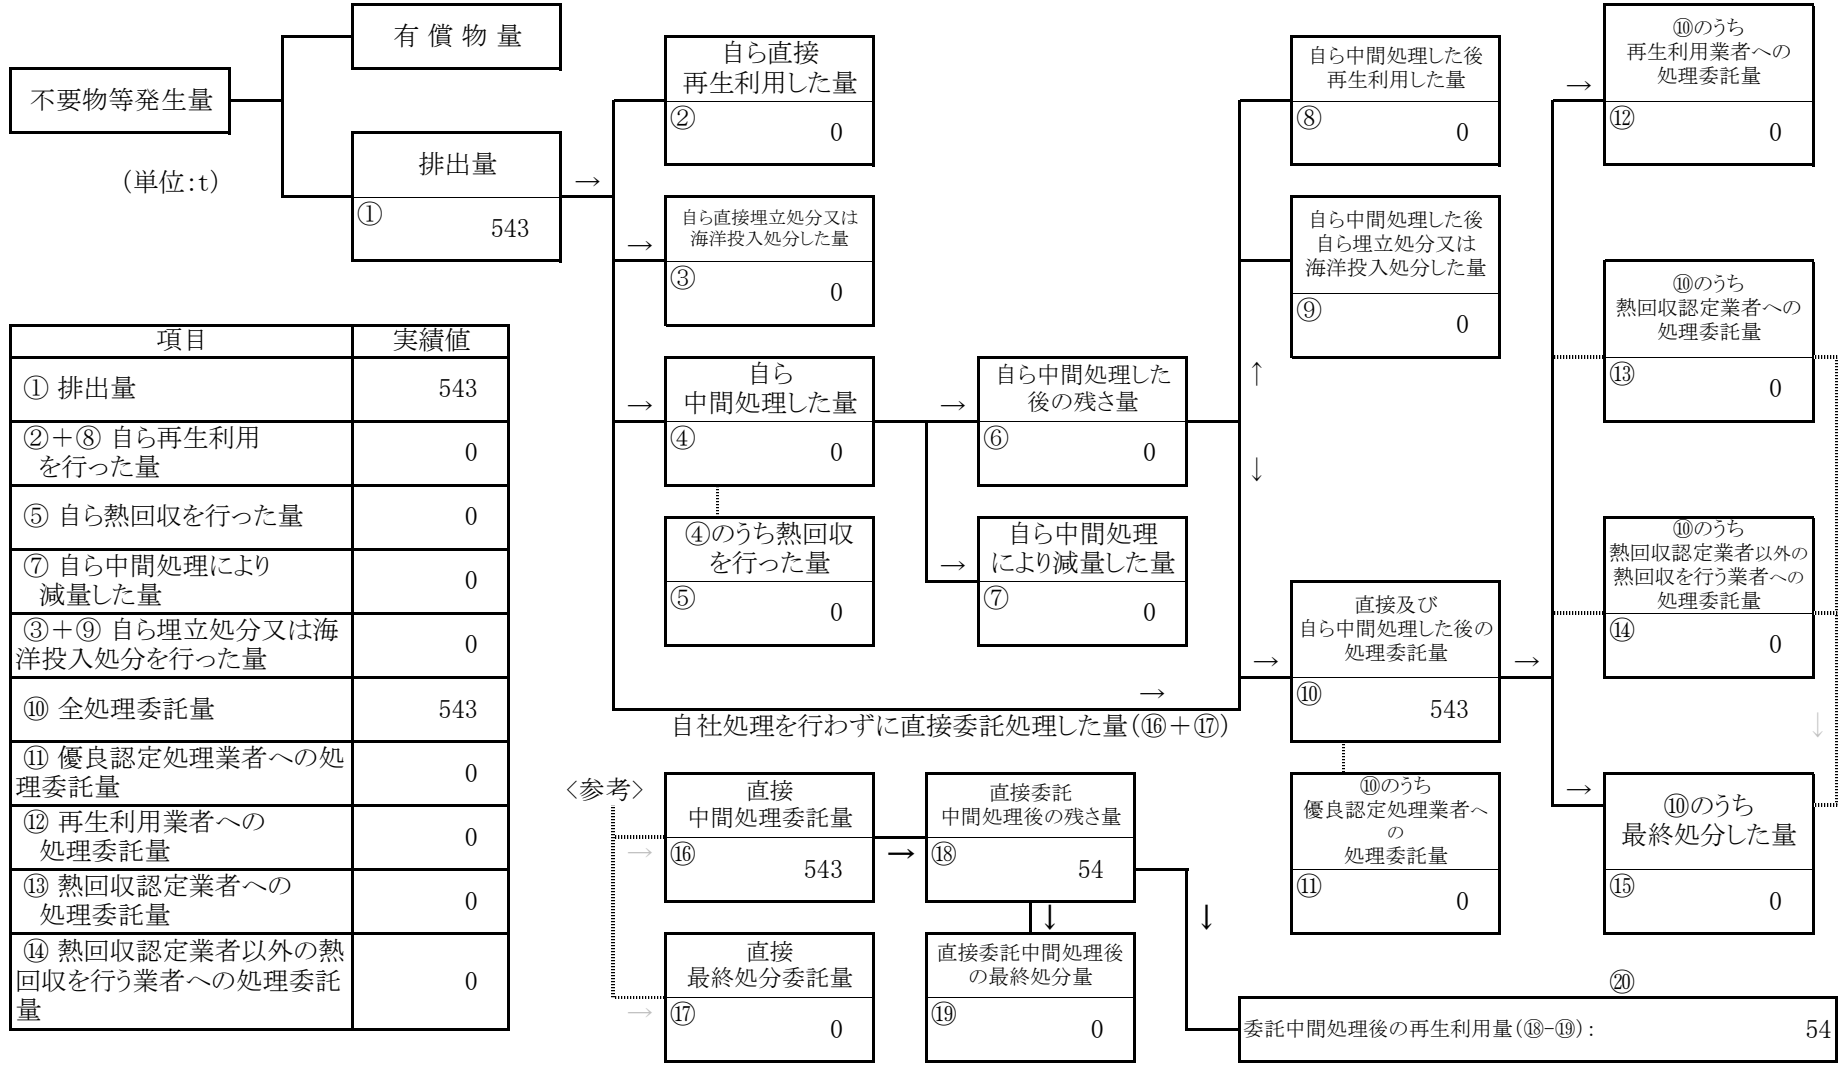 不要物等発生量
(単位:t)
有 償 物 量
排出量
①
543
→
自ら直接
再生利用した量
②
0
→
自ら直接埋立処分又は
海洋投入処分した量
③
0
→
自ら
中間処理した量
④
0
④のうち熱回収
を行った量
⑤
0
→
自ら中間処理した
後の残さ量
⑥
0
→
自ら中間処理
により減量した量
⑦
0
自ら中間処理した後
再生利用した量
⑧
0
自ら中間処理した後
自ら埋立処分又は
海洋投入処分した量
⑨
0
↑
↓
→
自社処理を行わずに直接委託処理した量(⑯+⑰)
→
直接及び
自ら中間処理した後の
処理委託量
⑩
543
⑩のうち
優良認定処理業者へ
の
処理委託量
⑪
0
→
→
⑩のうち
再生利用業者への
処理委託量
⑫
0
⑩のうち
熱回収認定業者への
処理委託量
⑬
0
⑩のうち
熱回収認定業者以外の
熱回収を行う業者への
処理委託量
⑭
0
↓
→
⑩のうち
最終処分した量
⑮
0
項目 実績値
① 排出量 543
②+⑧ 自ら再生利用
を行った量 0
⑤ 自ら熱回収を行った量 0
⑦ 自ら中間処理により
減量した量 0
③+⑨ 自ら埋立処分又は海
洋投入処分を行った量 0
⑩ 全処理委託量 543
⑪ 優良認定処理業者への処
理委託量 0
⑫ 再生利用業者への
処理委託量 0
⑬ 熱回収認定業者への
処理委託量 0
⑭ 熱回収認定業者以外の熱
回収を行う業者への処理委託
量 0
<参考>
→
直接
中間処理委託量
⑯
543
→
直接委託
中間処理後の残さ量
⑱
54
→
直接
最終処分委託量
⑰
0
↓
直接委託中間処理後
の最終処分量
⑲
0
↓
⑳
委託中間処理後の再生利用量(⑱-⑲): 54